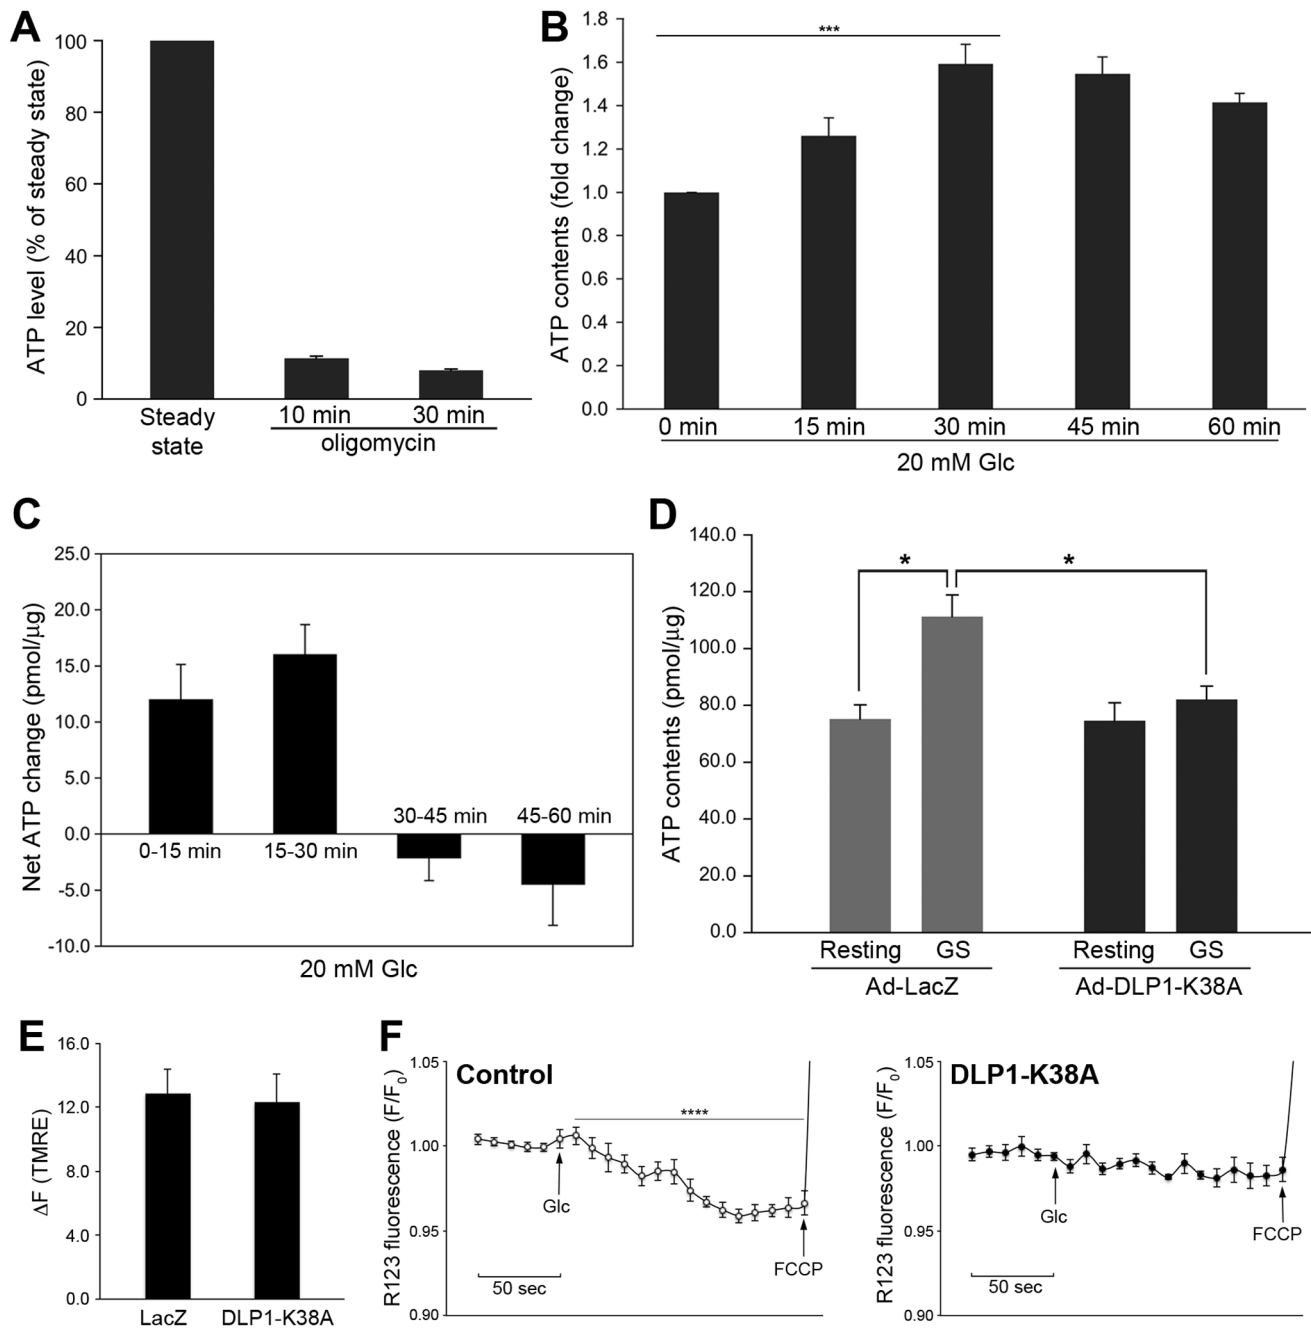 A
ATP level (% of steady state)
100
80
60
40
20
0
Steady
state
10 min
30 min
oligomycin
B
ATP contents (fold change)
1.8
1.6
1.4
1.2
1.0
0.8
0.6
0.4
0.2
0.0
***
0 min
15 min
30 min
45 min
60 min
20 mM Glc
C
Net ATP change (pmol/µg)
25.0
20.0
15.0
10.0
5.0
0.0
-5.0
-10.0
0-15 min
15-30 min
30-45 min
45-60 min
20 mM Glc
D
ATP contents (pmol/µg)
140.0
120.0
100.0
80.0
60.0
40.0
20.0
0.0
*
*
Resting
GS
Resting
GS
Ad-LacZ
Ad-DLP1-K38A
E
ΔF (TMRE)
16.0
12.0
8.0
4.0
0.0
LacZ
DLP1-K38A
F
R123 fluorescence (F/F0)
1.05
1.00
0.95
0.90
Control
****
Glc
FCCP
50 sec
R123 fluorescence (F/F0)
1.05
1.00
0.95
0.90
DLP1-K38A
Glc
FCCP
50 sec